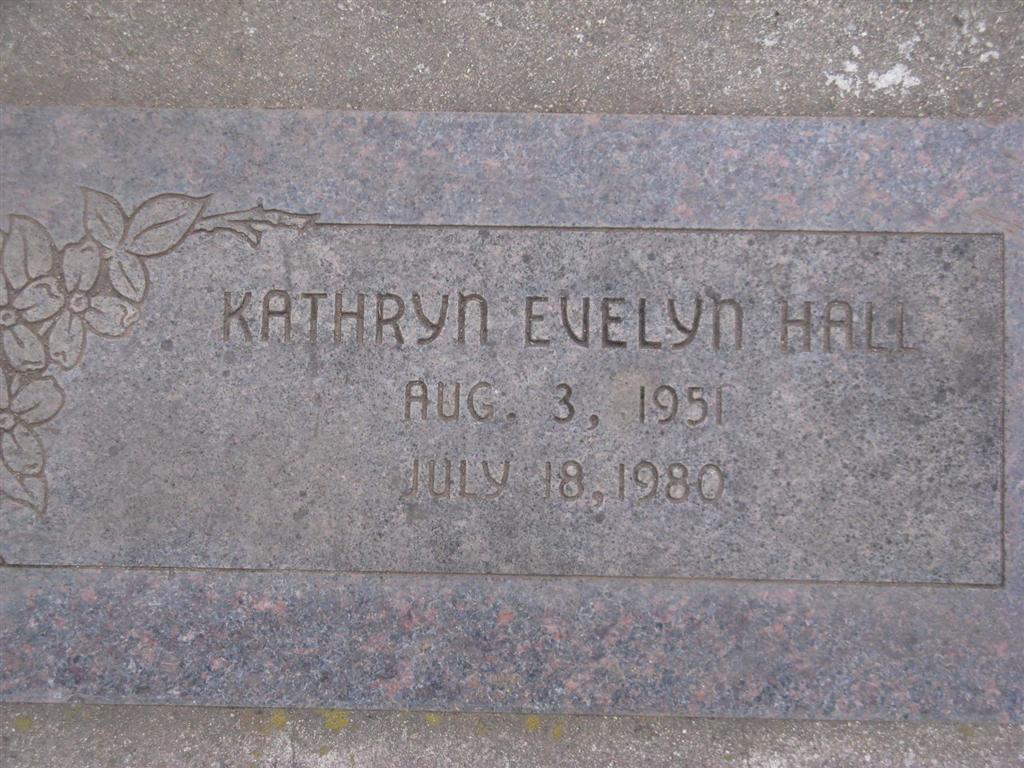 KATHRYN EVELYN HALL
AUG. 3, 1951
JULY 18, 1980